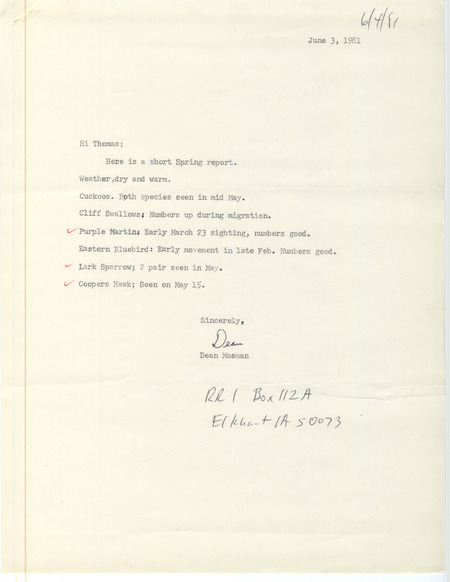 6/4/81
June 3, 1981
Hi Thomas;
Here is a short Spring report.
Weather,dry and warm.
Cuckoos. Both species seen in mid May.
Cliff Swallows; Numbers up during migration.
Purple Martin: Early March 23 sighting, numbers good.
Eastern Bluebird: Early movement in late Feb. Numbers good.
Lark Sparrow; 2 pair seen in May.
Coopers Hawk; Seen on May 15.
Sincerely,
Dean
Dean Mosman
RR 1 Box 112A
Elkhart IA 50073